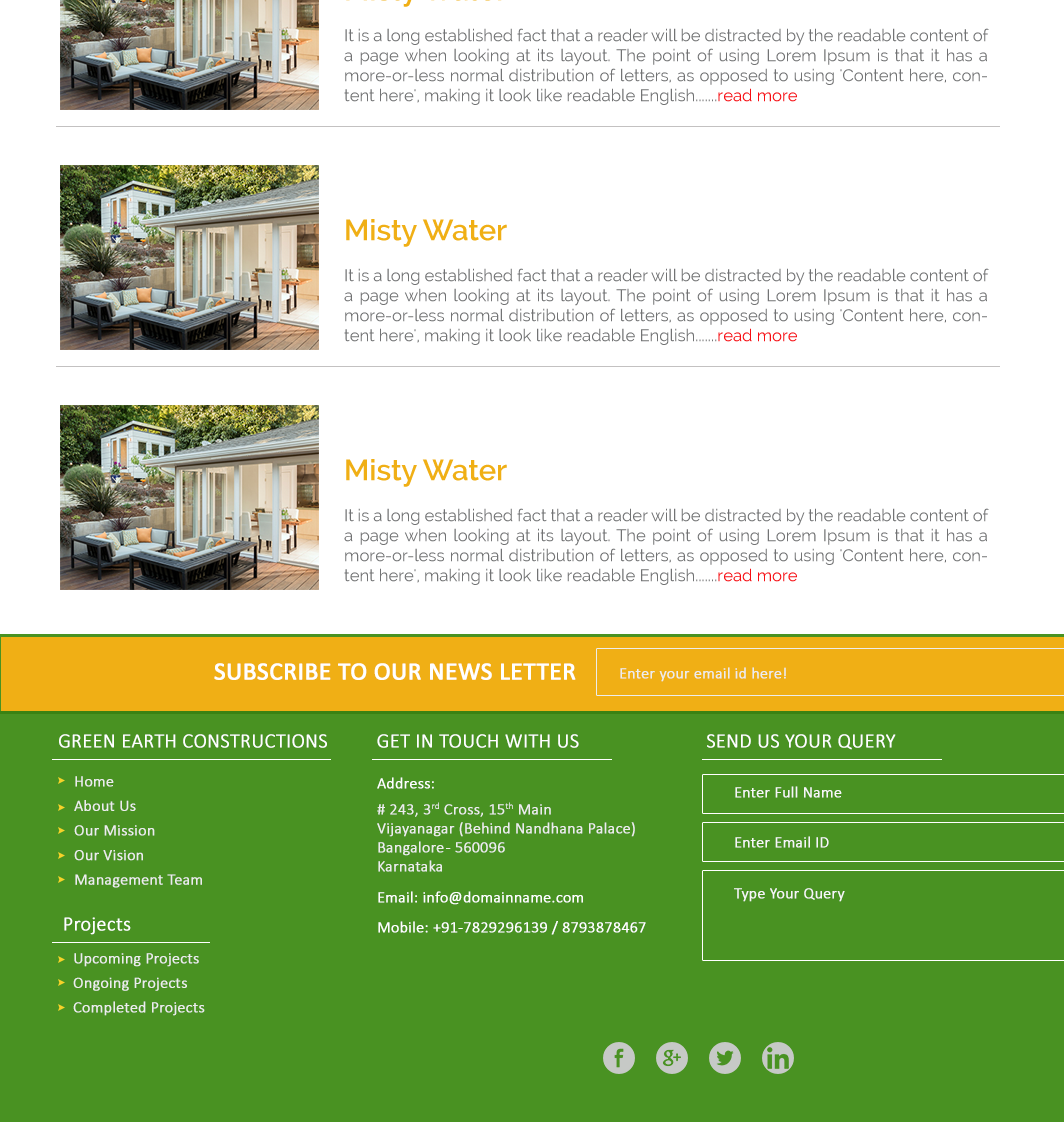 Misty Water
It is a long established fact that a reader will be distracted by the readable content of
a page when looking at its layout. The point of using Lorem Ipsum is that it has a
more-or-less normal distribution of letters, as opposed to using `Content here, con-
tent here`, making it look like readable English.......read more
Misty Water
It is a long established fact that a reader will be distracted by the readable content of
a page when looking at its layout. The point of using Lorem Ipsum is that it has a
more-or-less normal distribution of letters, as opposed to using `Content here, con-
tent here`, making it look like readable English.......read more
Misty Water
It is a long established fact that a reader will be distracted by the readable content of
a page when looking at its layout. The point of using Lorem Ipsum is that it has a
more-or-less normal distribution of letters, as opposed to using `Content here, con-
tent here`, making it look like readable English.......read more
SUBSCRIBE TO OUR NEWS LETTER
Enter your email id here!
GREEN EARTH CONSTRUCTIONS
Home
About Us
Our Mission
Our Vision
Management Team
Projects
Upcoming Projects
Ongoing Projects
Completed Projects
GET IN TOUCH WITH US
Address:
# 243, 3rd Cross, 15th Main
Vijayanagar (Behind Nandhana Palace)
Bangalore- 560096
Karnataka
Email: info@domainname.com
Mobile: +91-7829296139 / 8793878467
SEND US YOUR QUERY
Enter Full Name
Enter Email ID
Type Your Query
f
g+
in